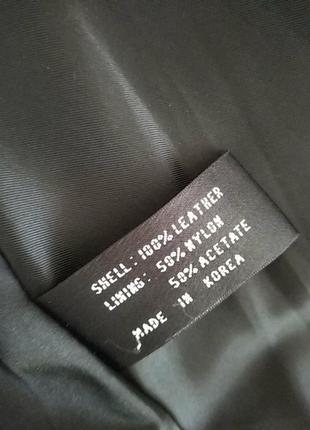 SHELL: 100% LEATHER
LINING: 50% NYLON
50% ACETATE
MADE IN KOREA